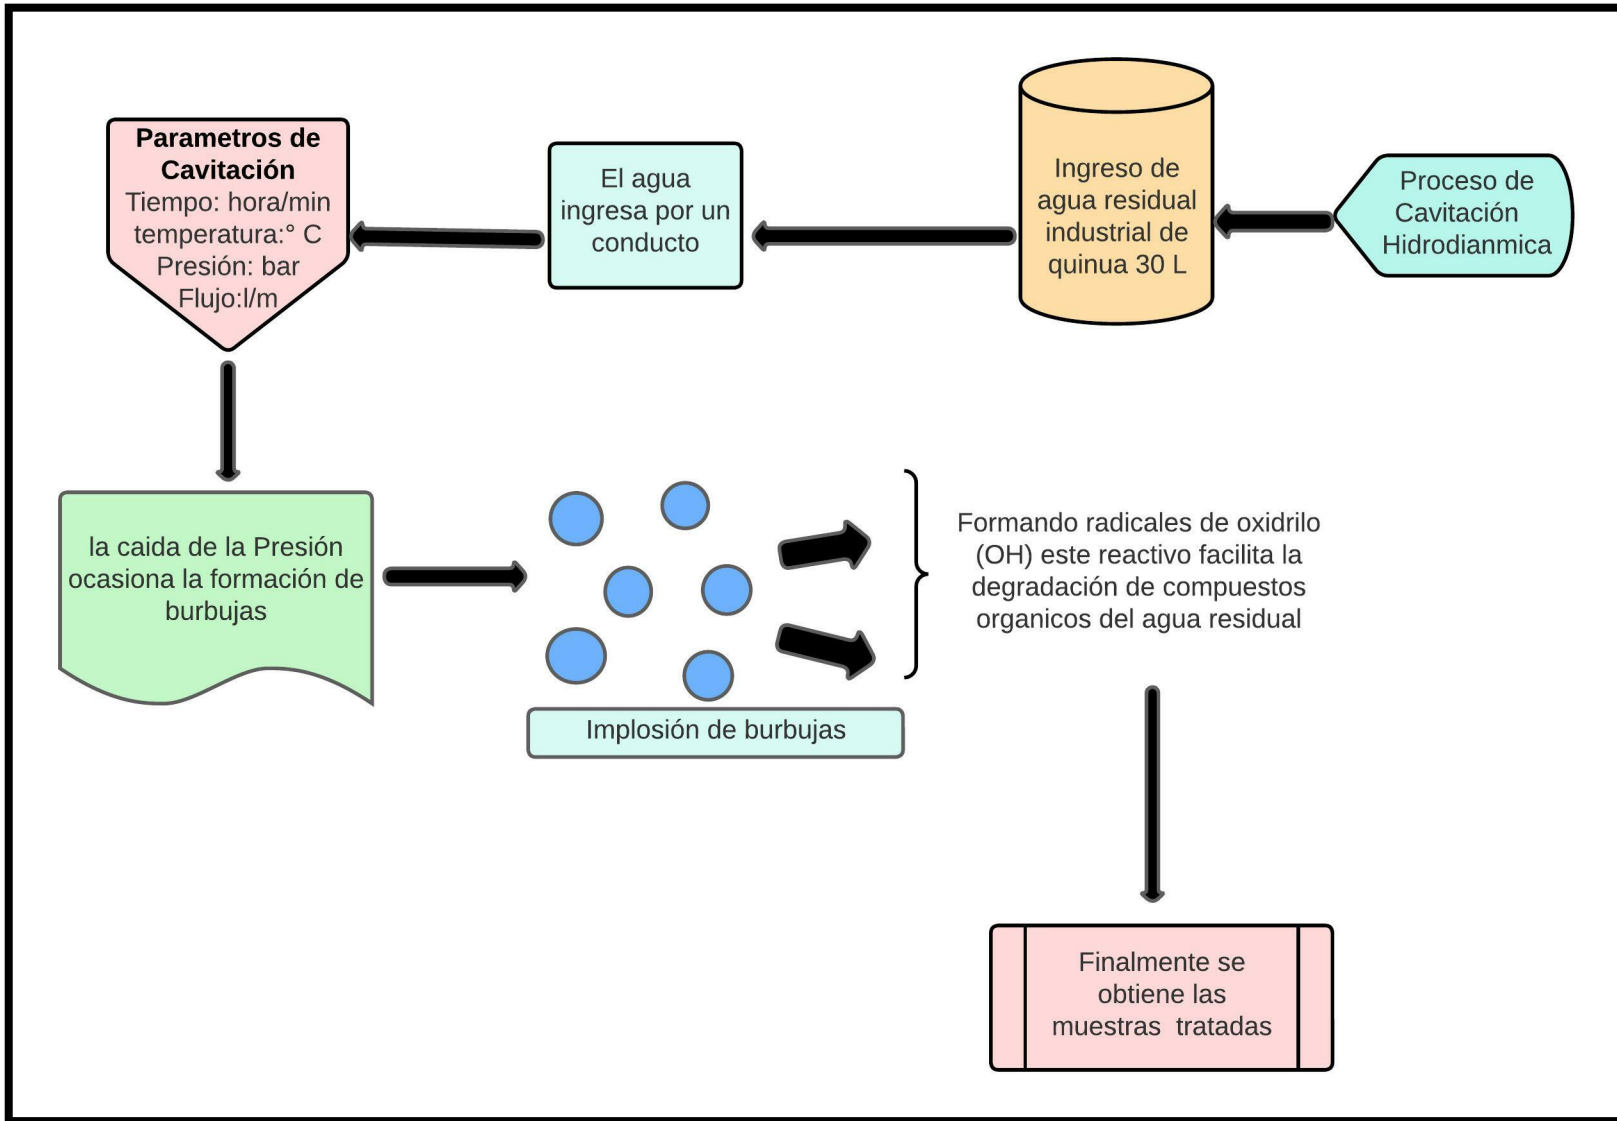 Parametros de
Cavitación
Tiempo: hora/min
temperatura:° C
Presión: bar
Flujo:l/m
El agua
ingresa por un
conducto
Ingreso de
agua residual
industrial de
quinua 30 L
Proceso de
Cavitación
Hidrodianmica
la caida de la Presión
ocasiona la formación de
burbujas
Implosión de burbujas
Formando radicales de oxidrilo
(OH) este reactivo facilita la
degradación de compuestos
organicos del agua residual
Finalmente se
obtiene las
muestras  tratadas